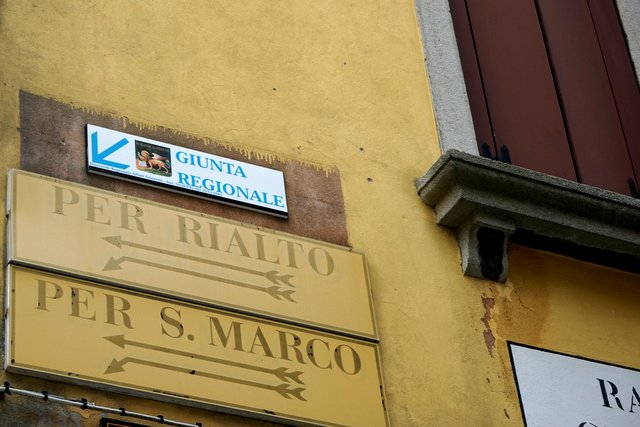 GIUNTA
REGIONALE
PER RIALTO
PER S. MARCO
RA